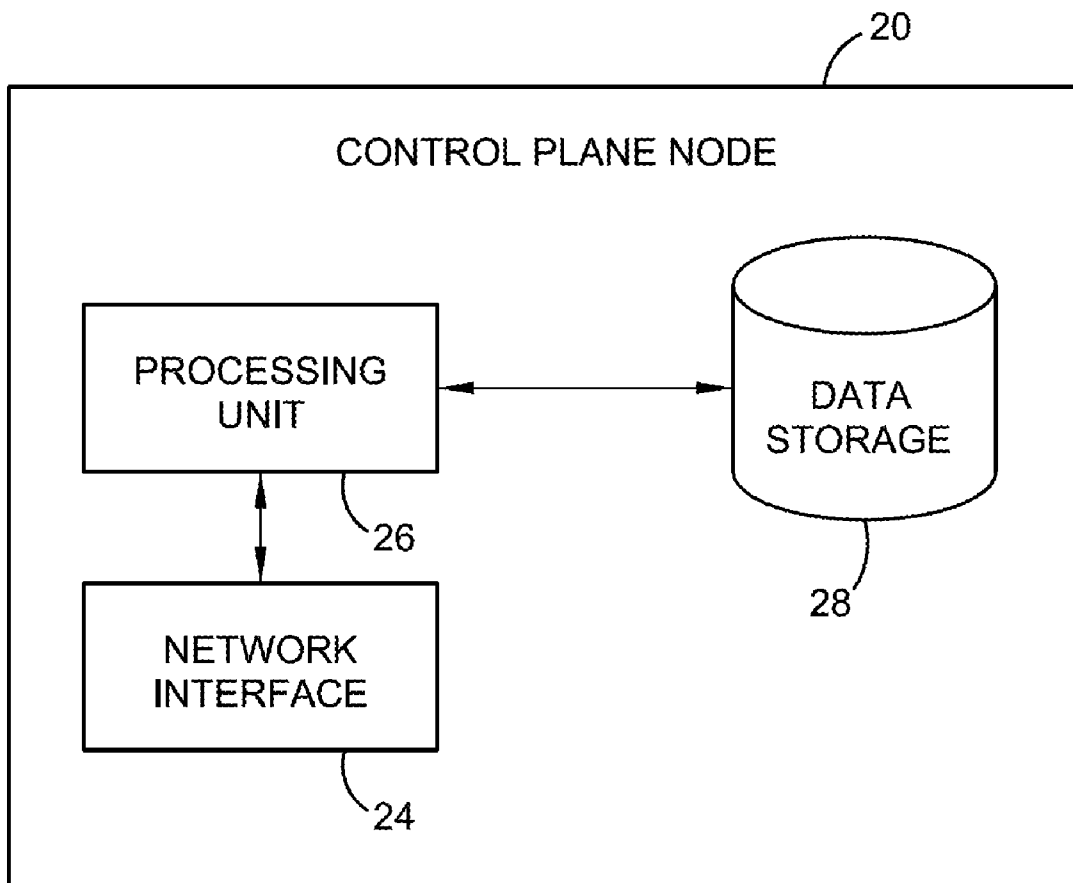 20
CONTROL PLANE NODE
PROCESSING
UNIT
DATA
STORAGE
26
28
NETWORK
INTERFACE
24